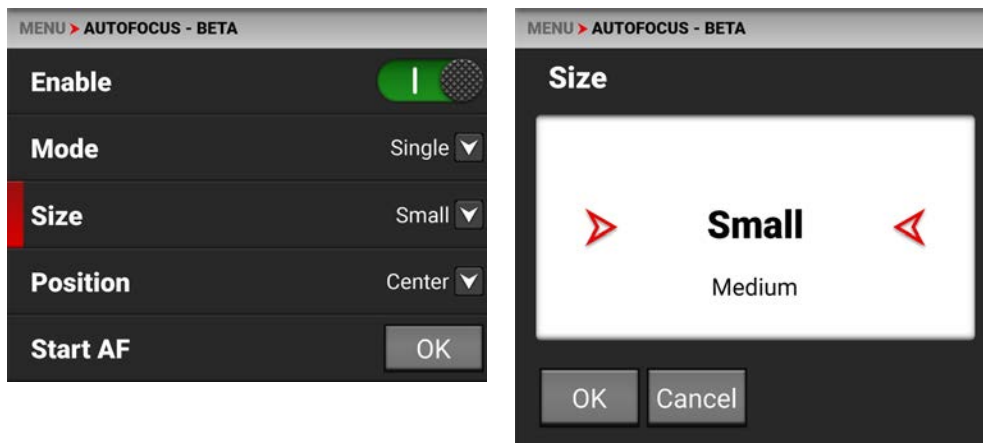 MENU > AUTOFOCUS - BETA
Enable
Mode Single
Size Small
Position Center
Start AF OK
MENU > AUTOFOCUS - BETA
Size
Small
Medium
OK Cancel